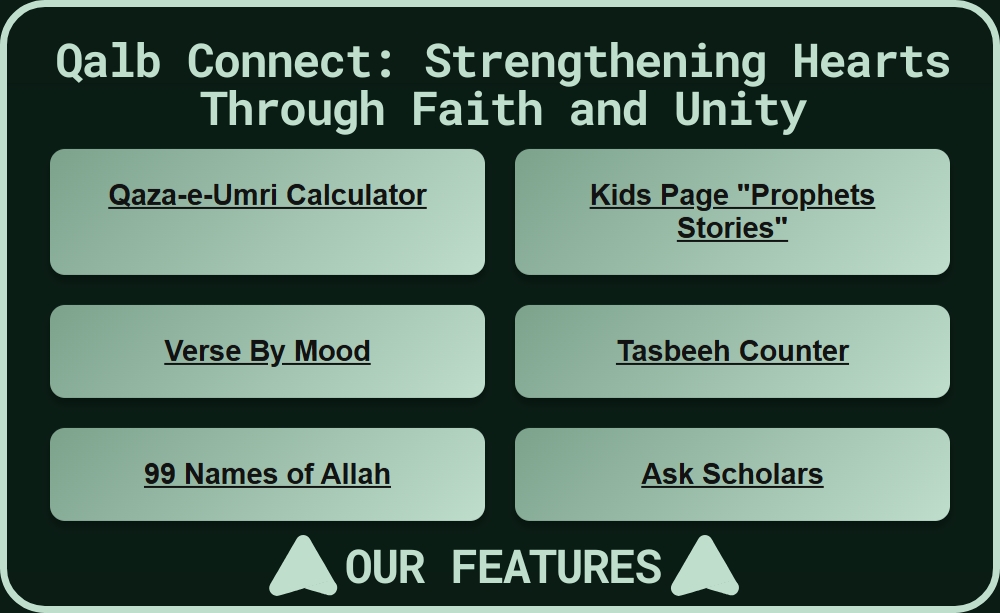 Qalb Connect: Strengthening Hearts
Through Faith and Unity
Qaza-e-Umri Calculator
Kids Page "Prophets
Stories"
Verse By Mood
Tasbeeh Counter
99 Names of Allah
Ask Scholars
OUR FEATURES